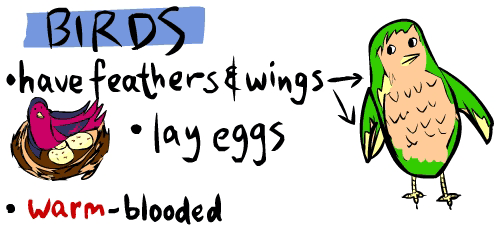 BIRDS
•have feathers & wings →
• lay eggs
• warm-blooded